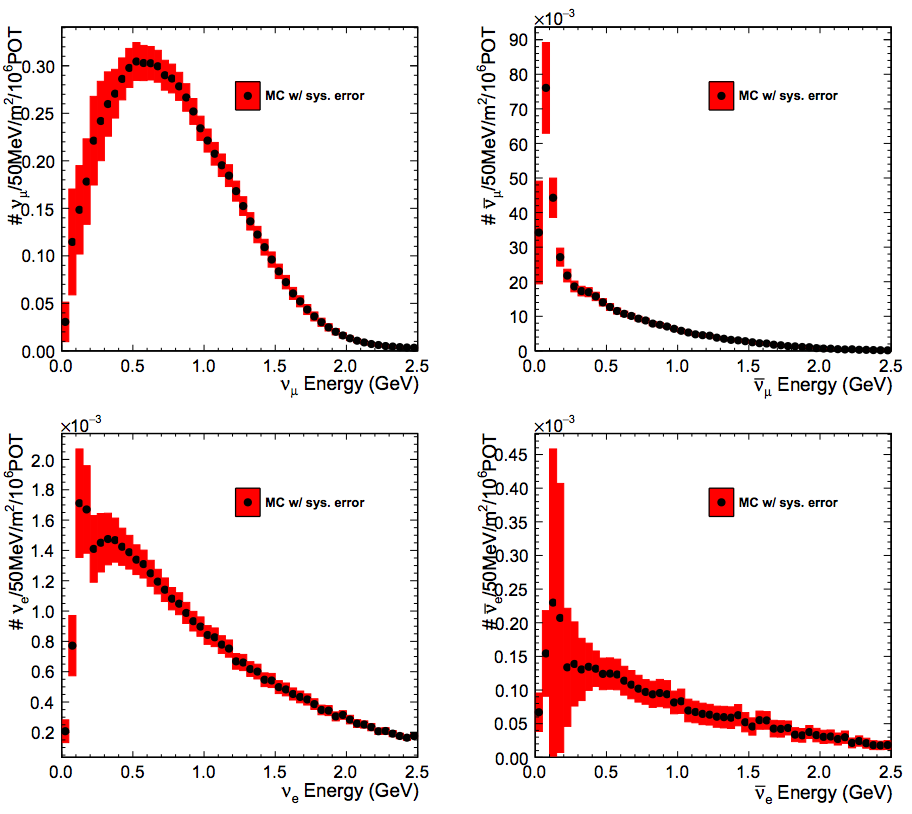 # ν_μ/50MeV/m²/10⁶POT
0.30
0.25
0.20
0.15
0.10
0.05
0.00
MC w/ sys. error
0.0 0.5 1.0 1.5 2.0 2.5
ν_μ Energy (GeV)
×10⁻³
# ν̅_μ/50MeV/m²/10⁶POT
90
80
70
60
50
40
30
20
10
0
MC w/ sys. error
0.0 0.5 1.0 1.5 2.0 2.5
ν̅_μ Energy (GeV)
×10⁻³
# ν_e/50MeV/m²/10⁶POT
2.0
1.8
1.6
1.4
1.2
1.0
0.8
0.6
0.4
0.2
MC w/ sys. error
0.0 0.5 1.0 1.5 2.0 2.5
ν_e Energy (GeV)
×10⁻³
# ν̅_e/50MeV/m²/10⁶POT
0.45
0.40
0.35
0.30
0.25
0.20
0.15
0.10
0.05
0.00
MC w/ sys. error
0.0 0.5 1.0 1.5 2.0 2.5
ν̅_e Energy (GeV)